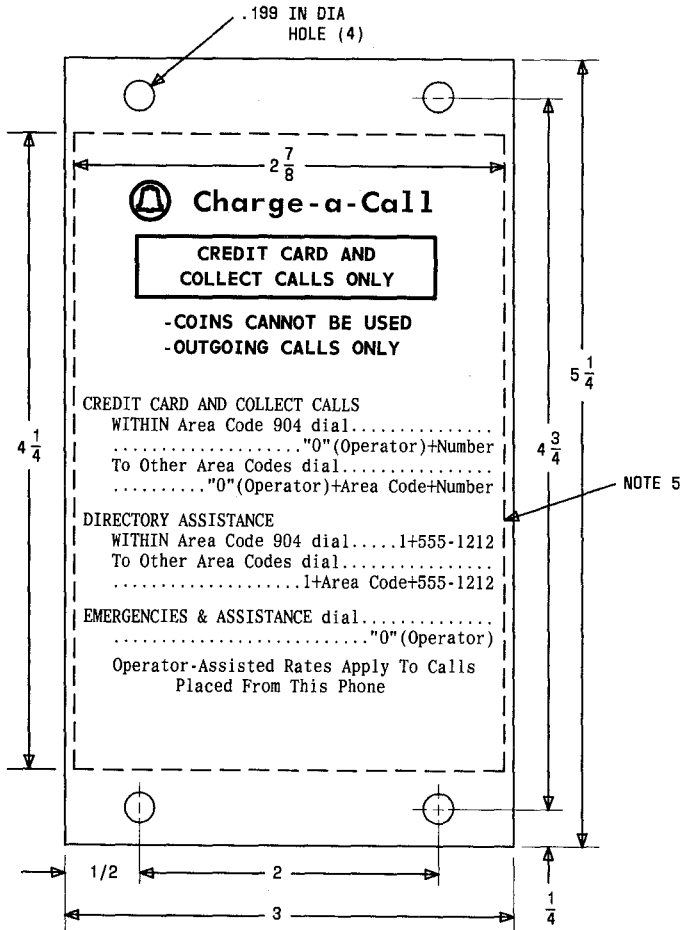 .199 IN DIA
HOLE (4)
2 7/8
Charge-a-Call
CREDIT CARD AND
COLLECT CALLS ONLY
-COINS CANNOT BE USED
-OUTGOING CALLS ONLY
5 1/4
CREDIT CARD AND COLLECT CALLS
WITHIN Area Code 904 dial...............
...................."0"(Operator)+Number
To Other Area Codes dial................
.........."0"(Operator)+Area Code+Number
4 1/4
4 3/4
NOTE 5
DIRECTORY ASSISTANCE
WITHIN Area Code 904 dial.....1+555-1212
To Other Area Codes dial................
....................1+Area Code+555-1212
EMERGENCIES & ASSISTANCE dial..............
..........................."0"(Operator)
Operator-Assisted Rates Apply To Calls
Placed From This Phone
1/2
2
3
1/4